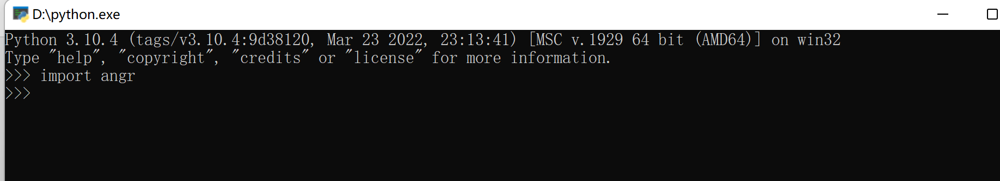 D:\python.exe
Python 3.10.4 (tags/v3.10.4:9d38120, Mar 23 2022, 23:13:41) [MSC v.1929 64 bit (AMD64)] on win32
Type "help", "copyright", "credits" or "license" for more information.
>>> import angr
>>>